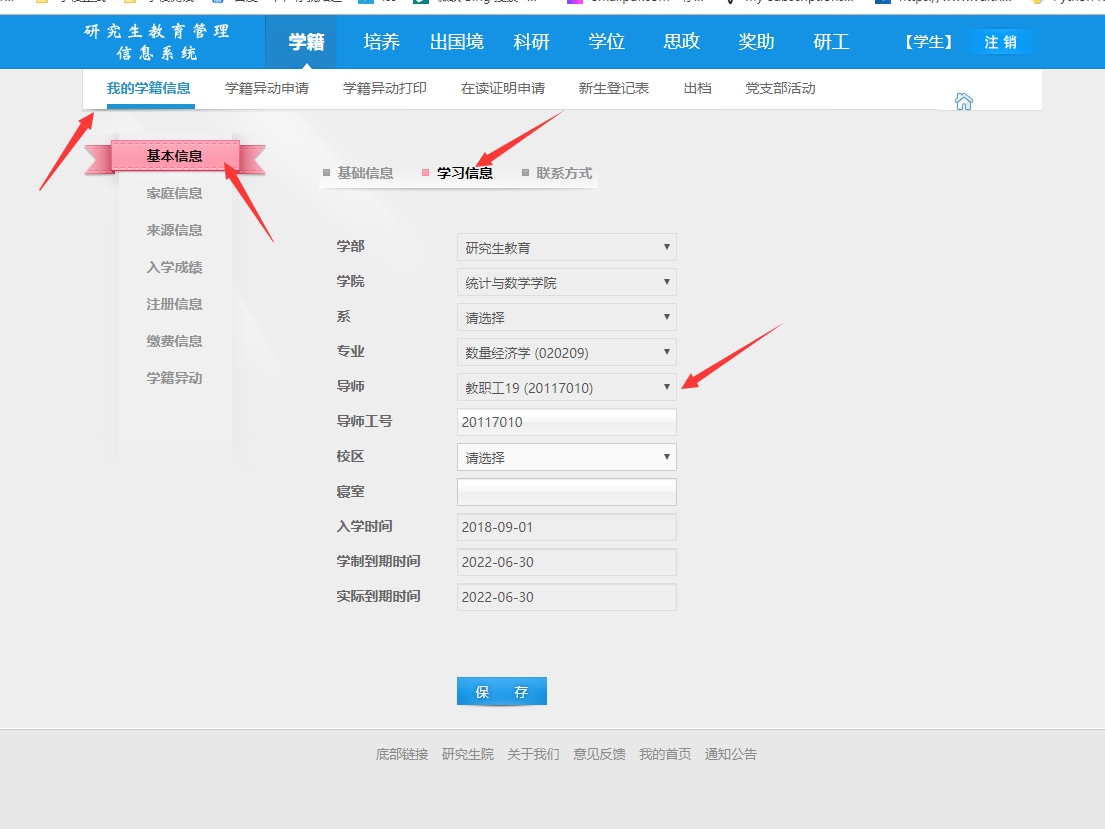 研究生教育管理
信息系统
学籍 培养 出国境 科研 学位 思政 奖助 研工 【学生】 注 销
我的学籍信息 学籍异动申请 学籍异动打印 在读证明申请 新生登记表 出档 党支部活动
基本信息
家庭信息
来源信息
入学成绩
注册信息
缴费信息
学籍异动
基础信息 学习信息 联系方式
学部 研究生教育
学院 统计与数学学院
系 请选择
专业 数量经济学 (020209)
导师 教职工19 (20117010)
导师工号 20117010
校区 请选择
寝室
入学时间 2018-09-01
学制到期时间 2022-06-30
实际到期时间 2022-06-30
保 存
底部链接 研究生院 关于我们 意见反馈 我的首页 通知公告